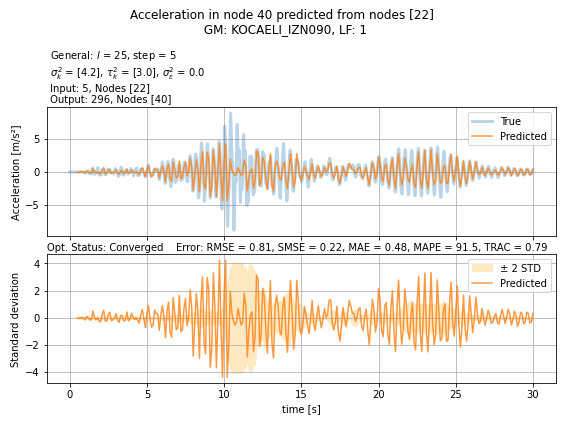 Acceleration in node 40 predicted from nodes [22]
GM: KOCAELI_IZN090, LF: 1
General: l = 25, step = 5
σ²ₖ = [4.2], τ²ₖ = [3.0], σ²ε = 0.0
Input: 5, Nodes [22]
Output: 296, Nodes [40]
True
Predicted
Acceleration [m/s²]
5
0
−5
Opt. Status: Converged Error: RMSE = 0.81, SMSE = 0.22, MAE = 0.48, MAPE = 91.5, TRAC = 0.79
± 2 STD
Predicted
Standard deviation
4
2
0
−2
−4
0 5 10 15 20 25 30
time [s]